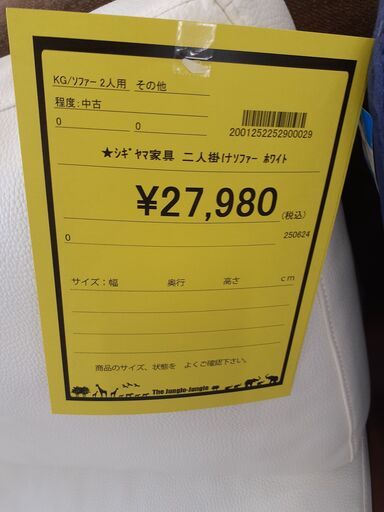 KG/ソファー2人用 その他
程度:中古
0 0
2001252252900029
★シギヤマ家具 二人掛けソファー ホワイト
¥27,980 (税込)
0 250624
サイズ:幅 奥行 高さ cm
商品のサイズ、状態を よくご確認下さい。
The Jungle-Jungle